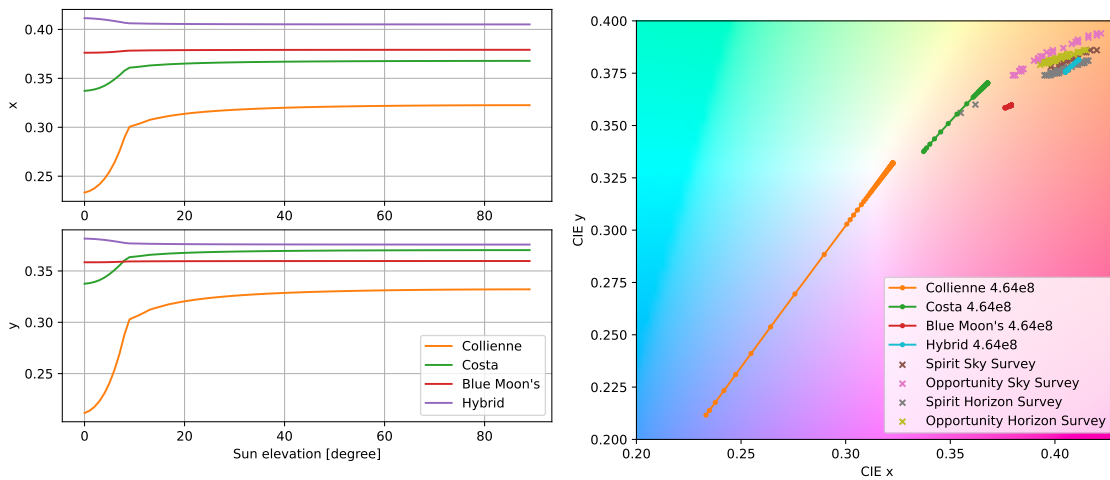 0.40
0.35
0.30
0.25
x
0
20
40
60
80
0.35
0.30
0.25
y
Collienne
Costa
Blue Moon's
Hybrid
0
20
40
60
80
Sun elevation [degree]
0.400
0.375
0.350
0.325
0.300
0.275
0.250
0.225
0.200
CIE y
Collienne 4.64e8
Costa 4.64e8
Blue Moon's 4.64e8
Hybrid 4.64e8
Spirit Sky Survey
Opportunity Sky Survey
Spirit Horizon Survey
Opportunity Horizon Survey
0.20
0.25
0.30
0.35
0.40
CIE x